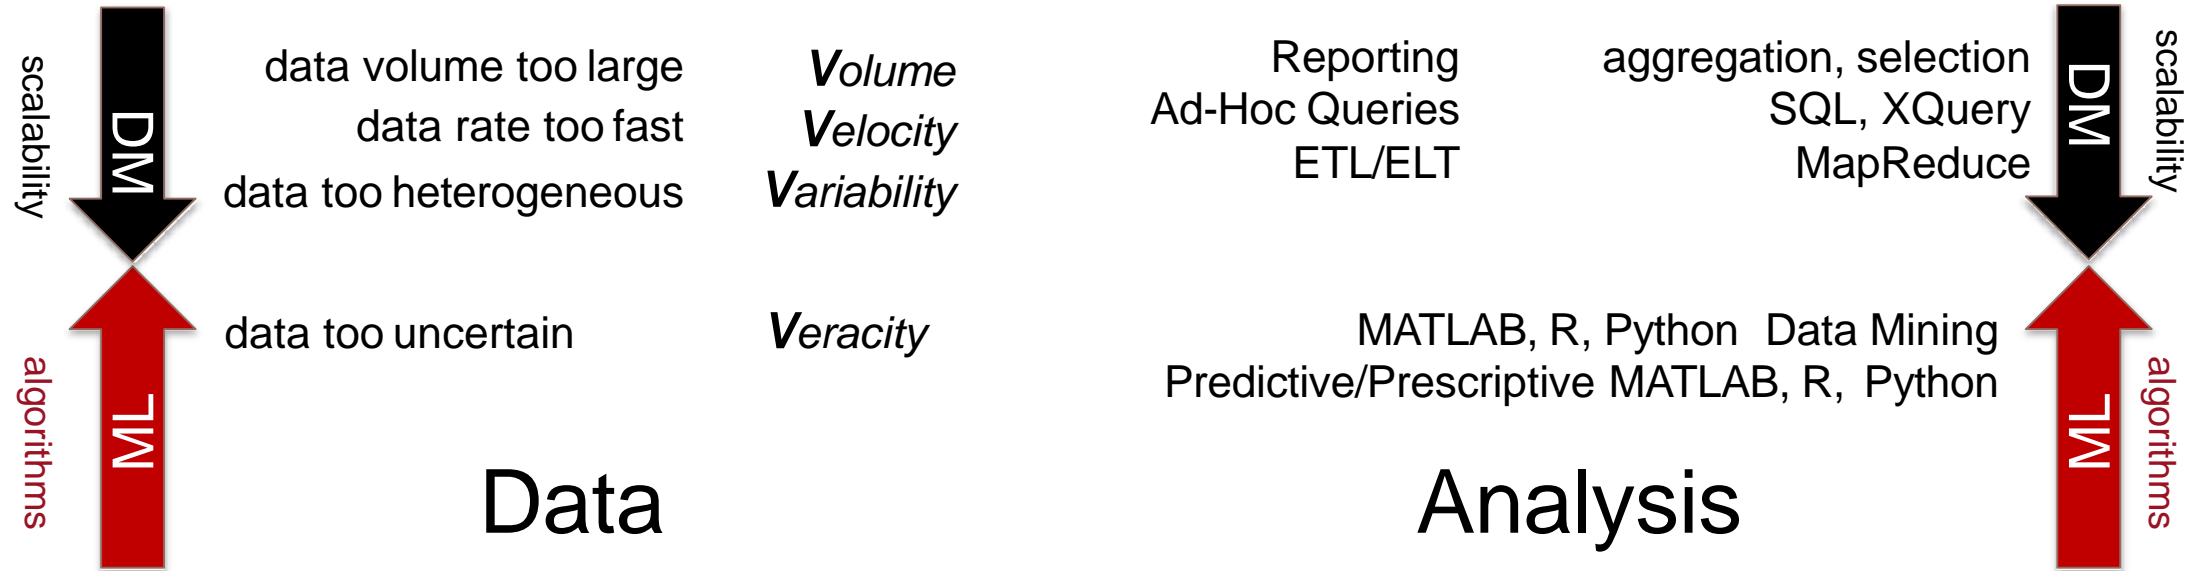 scalability
DM
data volume too large Volume
data rate too fast Velocity
data too heterogeneous Variability
algorithms
ML
data too uncertain Veracity
Data
Reporting aggregation, selection
Ad-Hoc Queries SQL, XQuery
ETL/ELT MapReduce
DM
scalability
MATLAB, R, Python Data Mining
Predictive/Prescriptive MATLAB, R, Python
ML
algorithms
Analysis